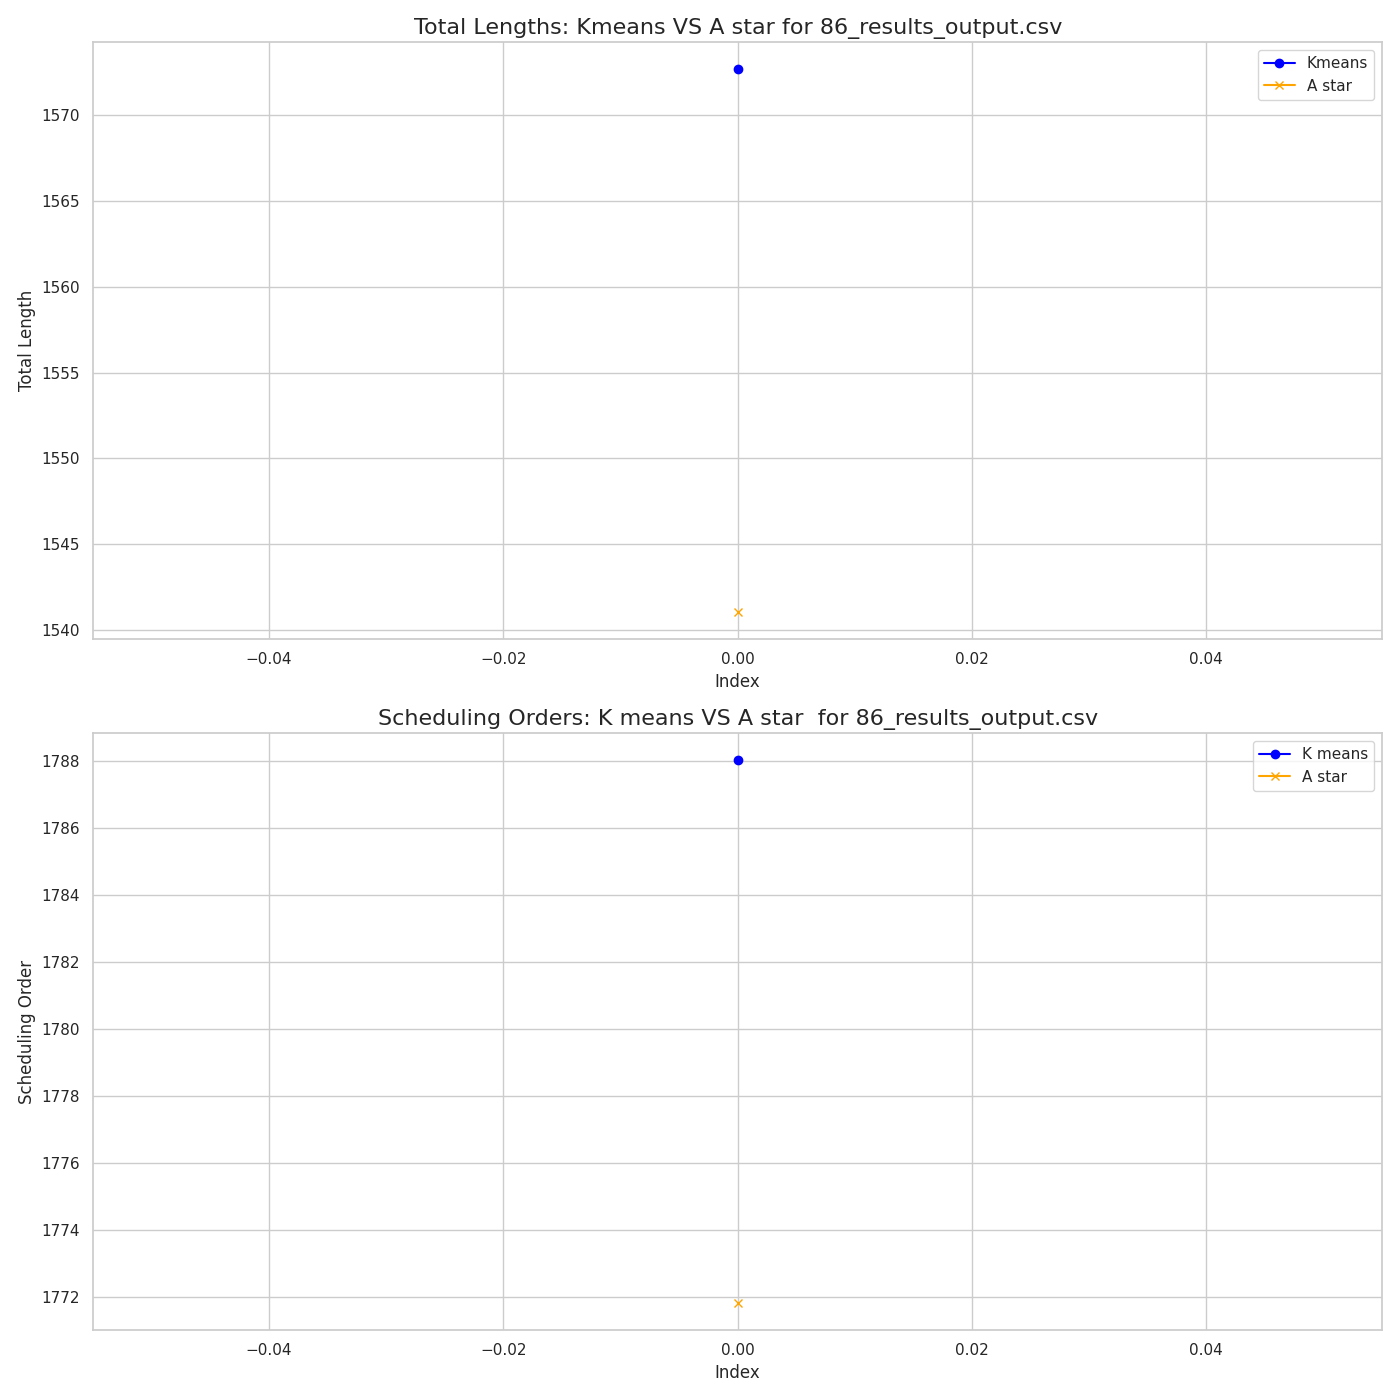 Total Lengths: Kmeans VS A star for 86_results_output.csv
Kmeans
A star
1570
1565
1560
1555
1550
1545
1540
Total Length
−0.04
−0.02
0.00
0.02
0.04
Index
Scheduling Orders: K means VS A star  for 86_results_output.csv
K means
A star
1788
1786
1784
1782
1780
1778
1776
1774
1772
Scheduling Order
−0.04
−0.02
0.00
0.02
0.04
Index